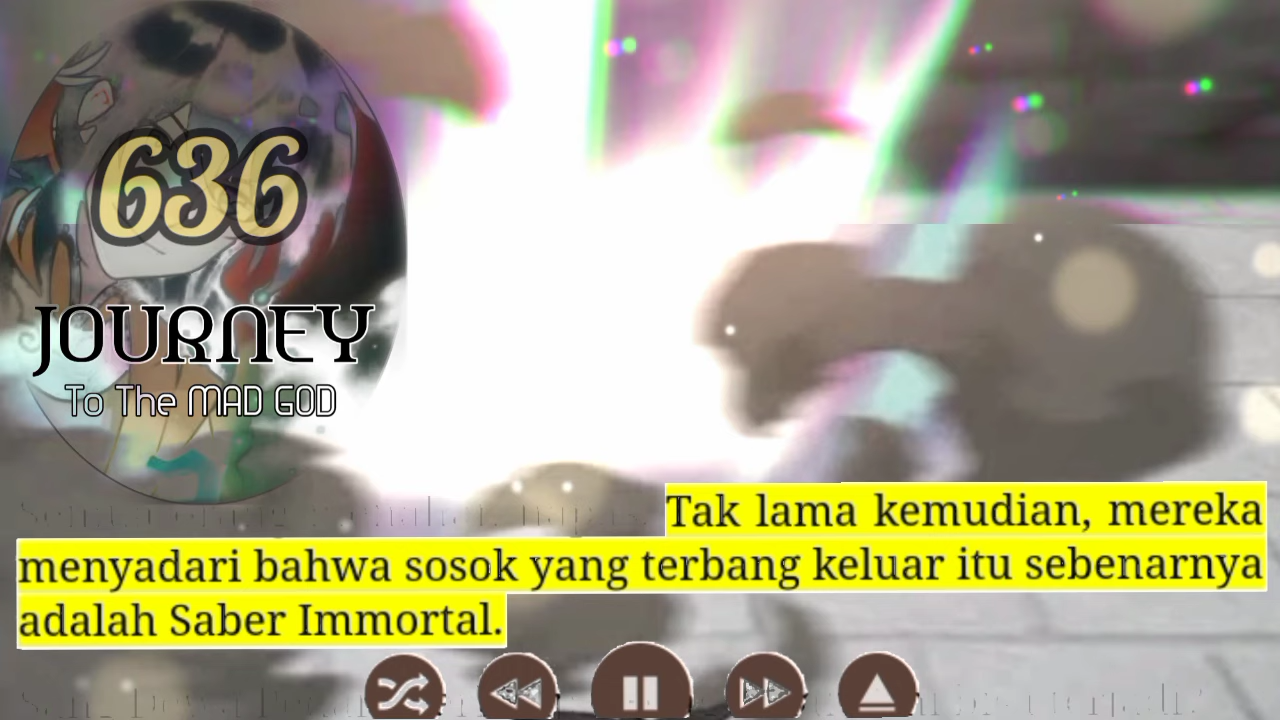 636
JOURNEY
To The MAD GOD
Tak lama kemudian, mereka
menyadari bahwa sosok yang terbang keluar itu sebenarnya
adalah Saber Immortal.